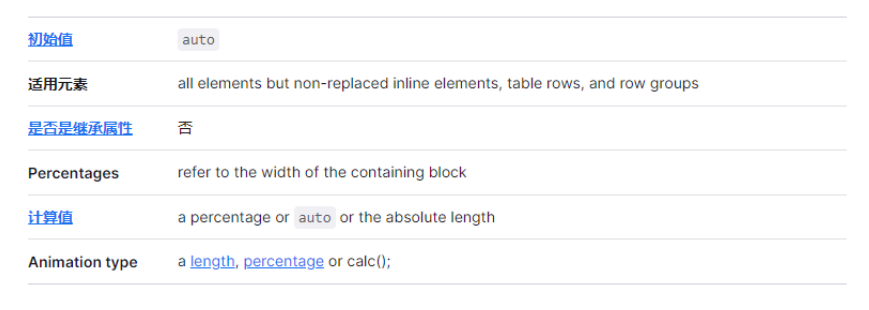 初始值 auto
适用元素 all elements but non-replaced inline elements, table rows, and row groups
是否是继承属性 否
Percentages refer to the width of the containing block
计算值 a percentage or auto or the absolute length
Animation type a length, percentage or calc();